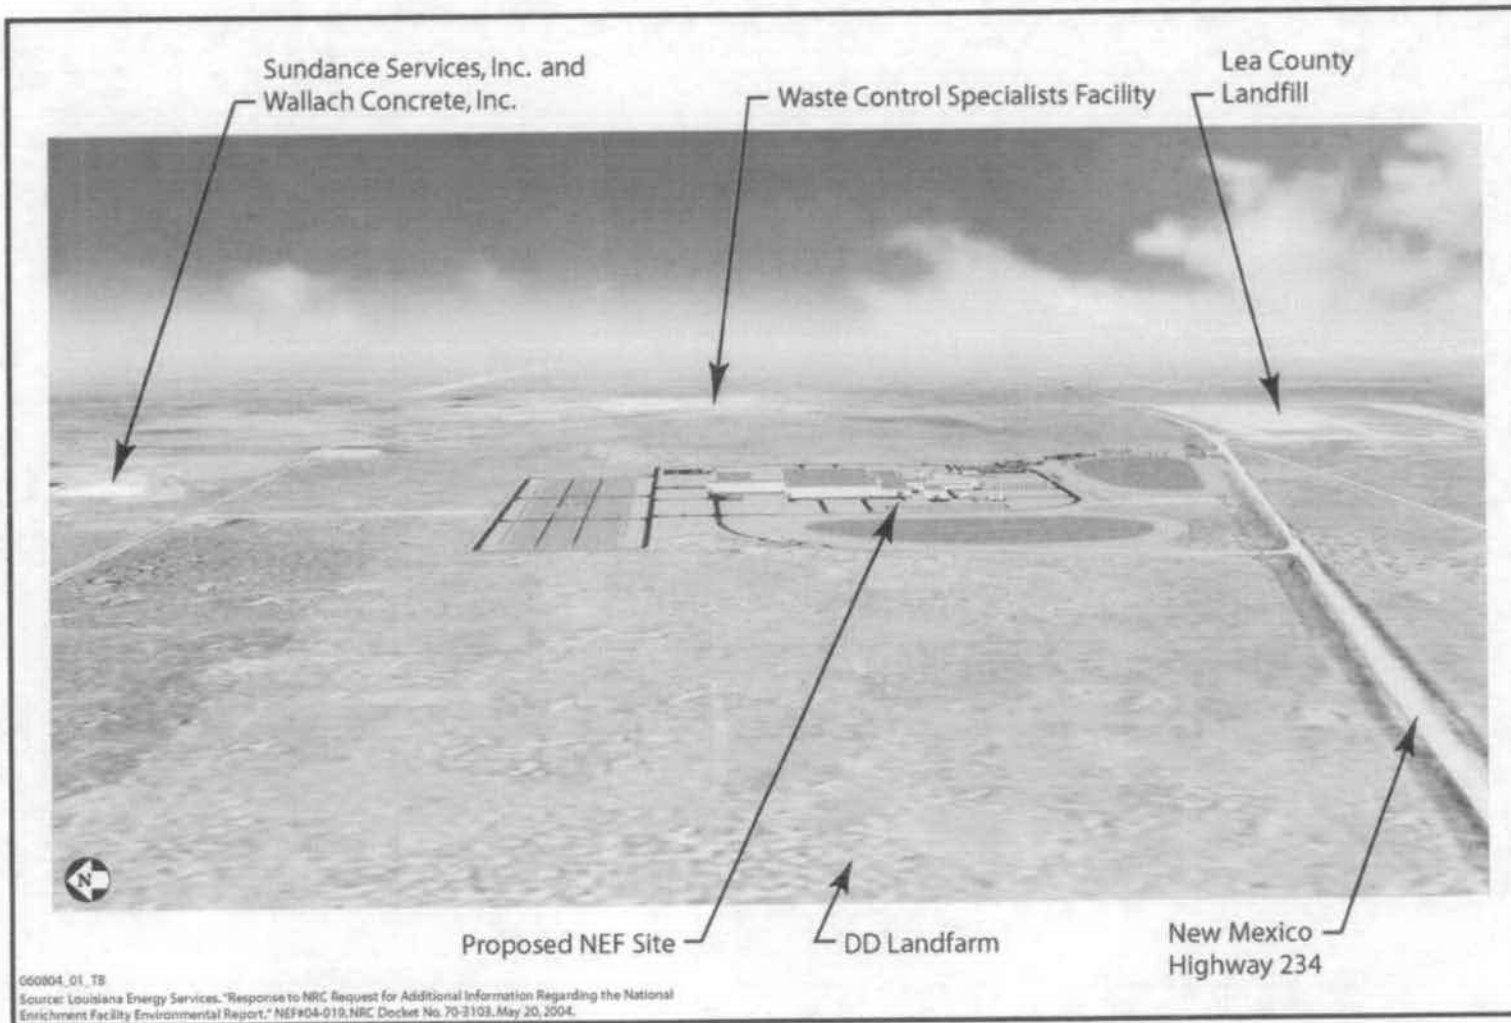 Sundance Services, Inc. and
Wallach Concrete, Inc.
Waste Control Specialists Facility
Lea County
Landfill
N
Proposed NEF Site
DD Landfarm
New Mexico
Highway 234
060804_01_TB
Source: Louisiana Energy Services. "Response to NRC Request for Additional Information Regarding the National
Enrichment Facility Environmental Report." NEF#04-019, NRC Docket No. 70-3103. May 20, 2004.